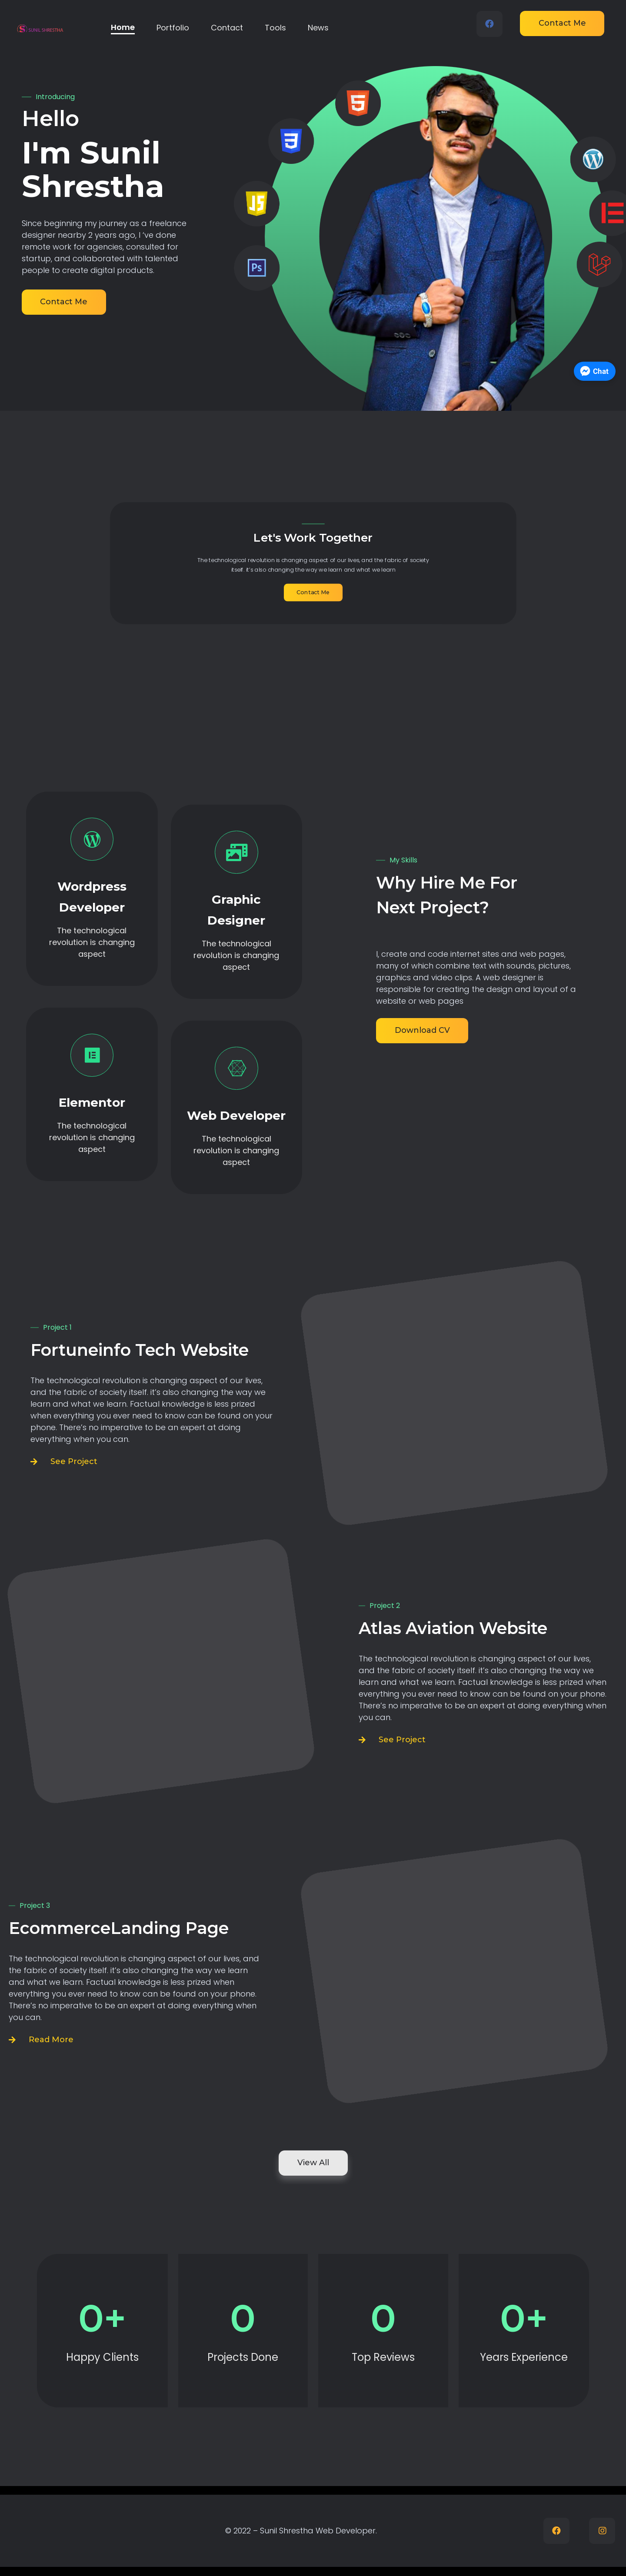 SUNIL SHRESTHA
Home
Portfolio
Contact
Tools
News
Contact Me
Introducing
Hello
I'm Sunil
Shrestha
Since beginning my journey as a freelance
designer nearby 2 years ago, I 've done
remote work for agencies, consulted for
startup, and collaborated with talented
people to create digital products.
Contact Me
JS
Ps
Chat
Let's Work Together
The technological revolution is changing aspect of our lives, and the fabric of society
itself. it's also changing the way we learn and what we learn
Contact Me
Wordpress
Developer
The technological
revolution is changing
aspect
Graphic
Designer
The technological
revolution is changing
aspect
Elementor
The technological
revolution is changing
aspect
Web Developer
The technological
revolution is changing
aspect
My Skills
Why Hire Me For
Next Project?
I, create and code internet sites and web pages,
many of which combine text with sounds, pictures,
graphics and video clips. A web designer is
responsible for creating the design and layout of a
website or web pages
Download CV
Project 1
Fortuneinfo Tech Website
The technological revolution is changing aspect of our lives,
and the fabric of society itself. it's also changing the way we
learn and what we learn. Factual knowledge is less prized
when everything you ever need to know can be found on your
phone. There's no imperative to be an expert at doing
everything when you can.
See Project
Project 2
Atlas Aviation Website
The technological revolution is changing aspect of our lives,
and the fabric of society itself. it's also changing the way we
learn and what we learn. Factual knowledge is less prized when
everything you ever need to know can be found on your phone.
There's no imperative to be an expert at doing everything when
you can.
See Project
Project 3
EcommerceLanding Page
The technological revolution is changing aspect of our lives, and
the fabric of society itself. it's also changing the way we learn
and what we learn. Factual knowledge is less prized when
everything you ever need to know can be found on your phone.
There's no imperative to be an expert at doing everything when
you can.
Read More
View All
0+
Happy Clients
0
Projects Done
0
Top Reviews
0+
Years Experience
© 2022 – Sunil Shrestha Web Developer.